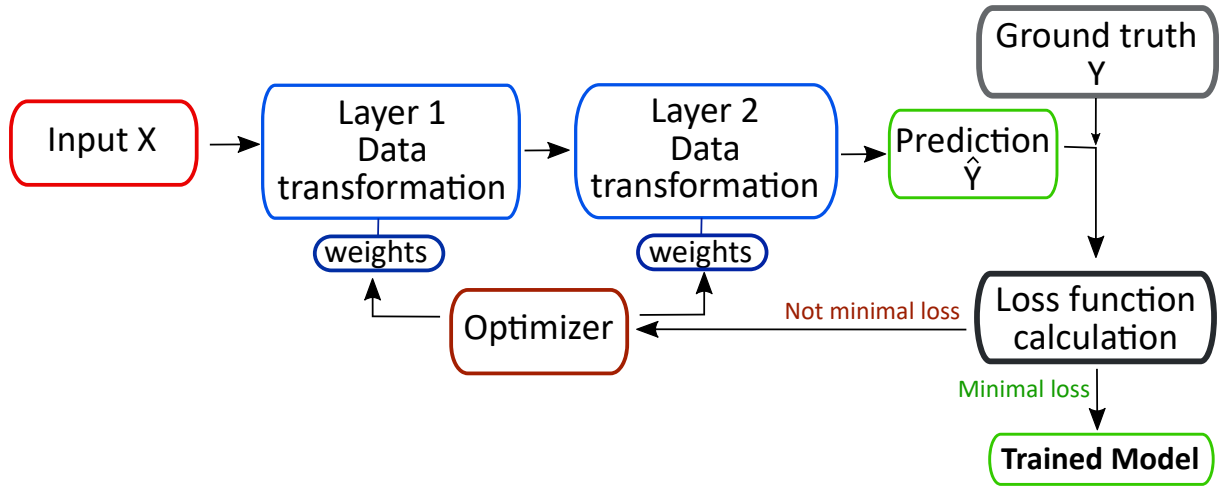 Ground truth
Y
Input X
Layer 1
Data
transformation
Layer 2
Data
transformation
Prediction
Ŷ
weights
weights
Optimizer
Not minimal loss
Loss function
calculation
Minimal loss
Trained Model